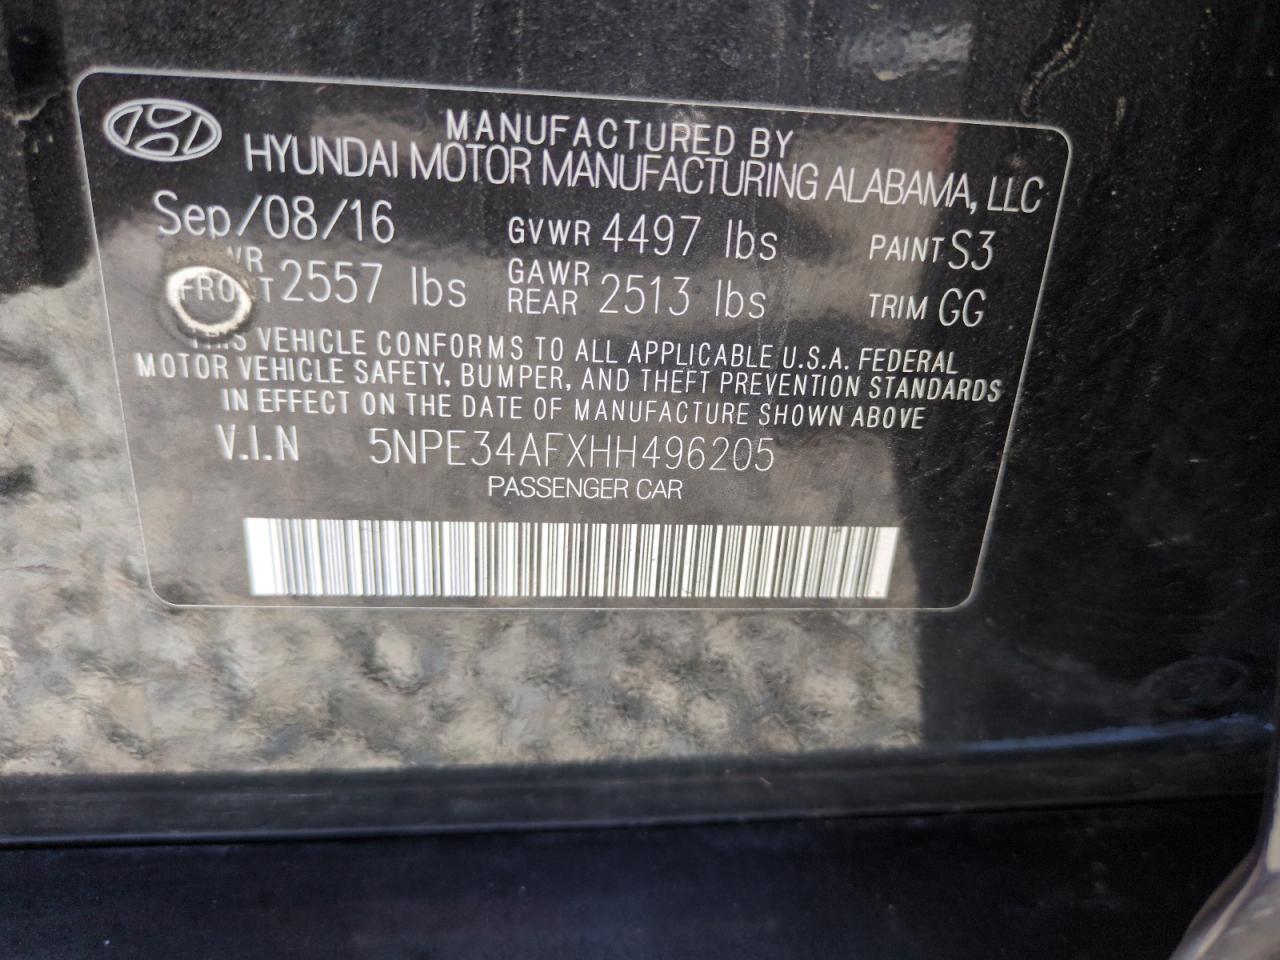 MANUFACTURED BY
HYUNDAI MOTOR MANUFACTURING ALABAMA, LLC
Sep/08/16 GVWR 4497 lbs PAINT S3
FRONT 2557 lbs GAWR REAR 2513 lbs TRIM GG
THIS VEHICLE CONFORMS TO ALL APPLICABLE U.S.A. FEDERAL
MOTOR VEHICLE SAFETY, BUMPER, AND THEFT PREVENTION STANDARDS
IN EFFECT ON THE DATE OF MANUFACTURE SHOWN ABOVE
V.I.N 5NPE34AFXHH496205
PASSENGER CAR